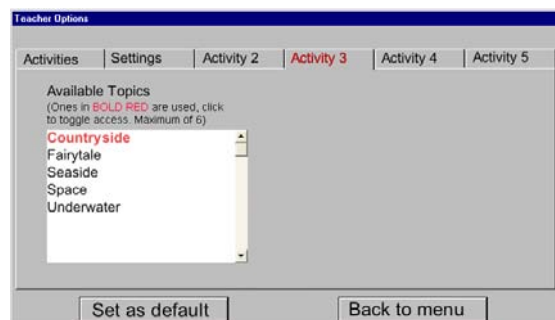 Teacher Options
Activities Settings Activity 2 Activity 3 Activity 4 Activity 5
Available Topics
(Ones in BOLD RED are used, click
to toggle access. Maximum of 6)
Countryside
Fairytale
Seaside
Space
Underwater
Set as default Back to menu